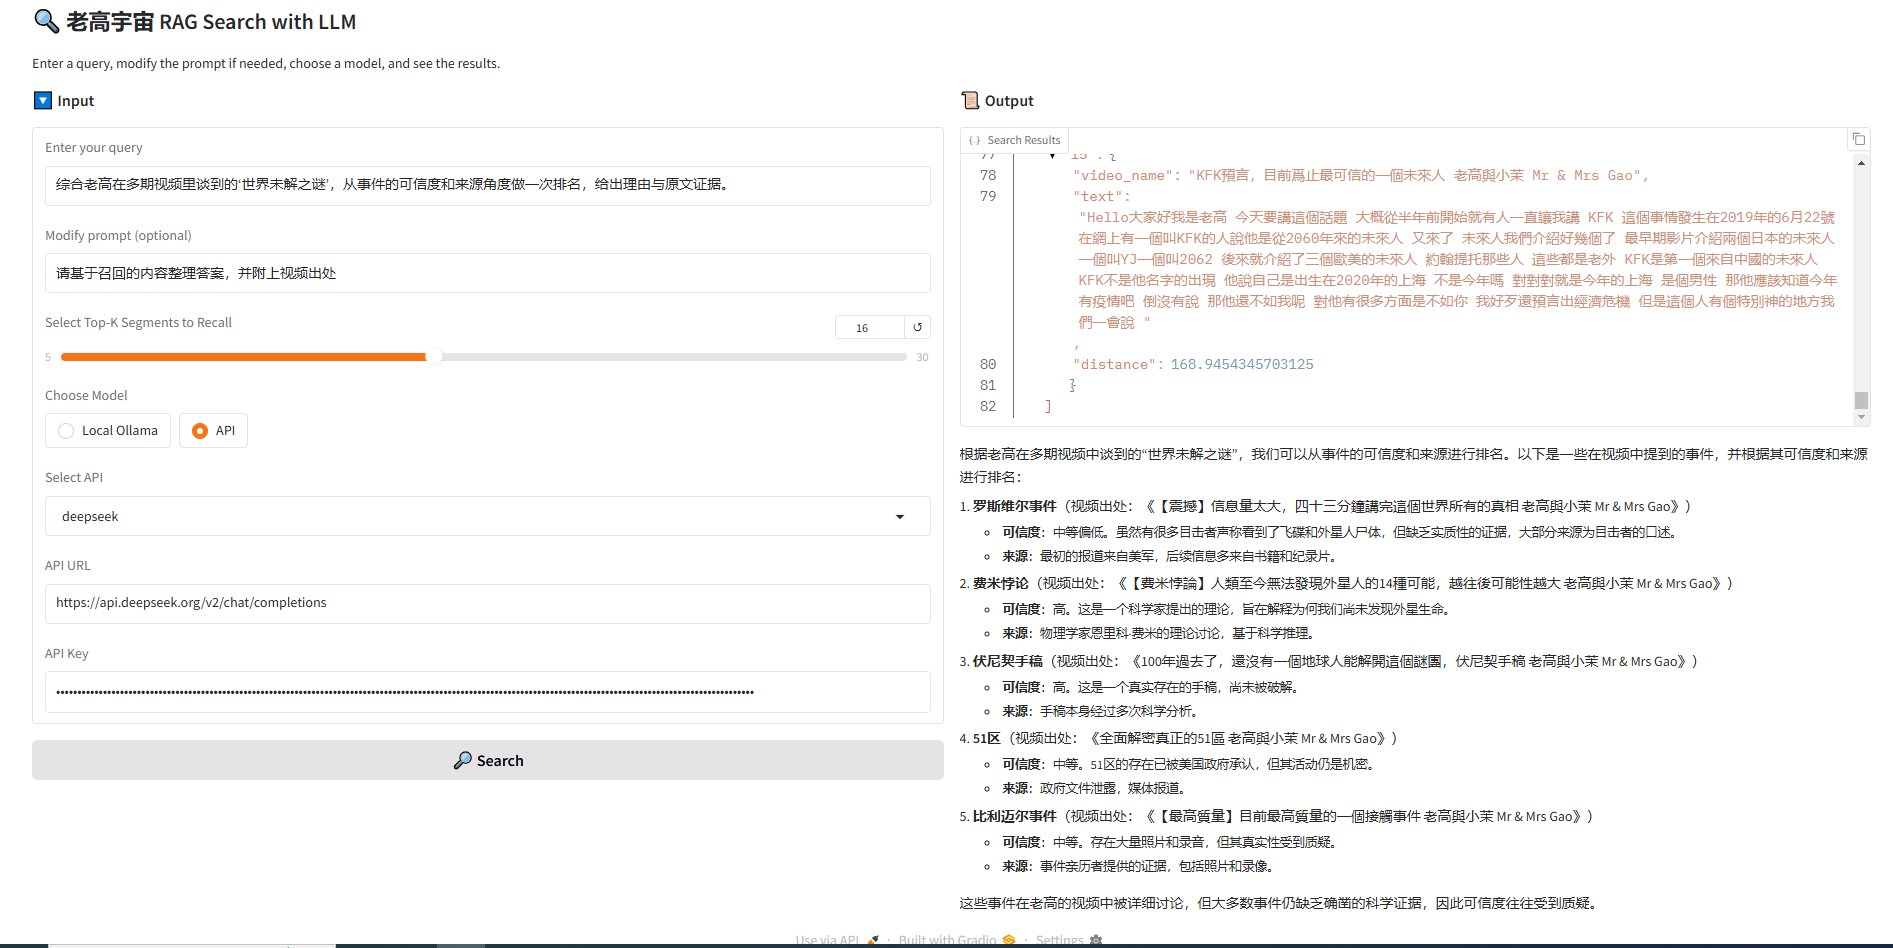 🔍 老高宇宙 RAG Search with LLM
Enter a query, modify the prompt if needed, choose a model, and see the results.
🔽 Input
Enter your query
综合老高在多期视频里谈到的‘世界未解之谜’，从事件的可信度和来源角度做一次排名，给出理由与原文证据。
Modify prompt (optional)
请基于召回的内容整理答案，并附上视频出处
Select Top-K Segments to Recall
16 ↺
5
30
Choose Model
Local Ollama
API
Select API
deepseek
API URL
https://api.deepseek.org/v2/chat/completions
API Key
🔎 Search
📜 Output
{ } Search Results
77 ▼ 15 : {
78 "video_name": "KFK預言，目前爲止最可信的一個未來人 老高與小茉 Mr & Mrs Gao",
79 "text":
"Hello大家好我是老高 今天要講這個話題 大概從半年前開始就有人一直讓我講 KFK 這個事情發生在2019年的6月22號
在網上有一個叫KFK的人說他是從2060年來的未來人 又來了 未來人我們介紹好幾個了 最早期影片介紹兩個日本的未來人
一個叫YJ一個叫2062 後來就介紹了三個歐美的未來人 約翰提托那些人 這些都是老外 KFK是第一個來自中國的未來人
KFK不是他名字的出現 他說自己是出生在2020年的上海 不是今年嗎 對對對就是今年的上海 是個男性 那他應該知道今年
有疫情吧 倒沒有說 那他還不如我呢 對他有很多方面是不如你 我好歹還預言出經濟危機 但是這個人有個特別神的地方我
們一會說 "
,
80 "distance": 168.9454345703125
81 }
82 ]
根据老高在多期视频中谈到的“世界未解之谜”，我们可以从事件的可信度和来源进行排名。以下是一些在视频中提到的事件，并根据其可信度和来源
进行排名：
1. 罗斯维尔事件（视频出处：《【震撼】信息量太大，四十三分鐘講完這個世界所有的真相 老高與小茉 Mr & Mrs Gao》）
可信度：中等偏低。虽然有很多目击者声称看到了飞碟和外星人尸体，但缺乏实质性的证据，大部分来源为目击者的口述。
来源：最初的报道来自美军，后续信息多来自书籍和纪录片。
2. 费米悖论（视频出处：《【費米悖論】人類至今無法發現外星人的14種可能，越往後可能性越大 老高與小茉 Mr & Mrs Gao》）
可信度：高。这是一个科学家提出的理论，旨在解释为何我们尚未发现外星生命。
来源：物理学家恩里科·费米的理论讨论，基于科学推理。
3. 伏尼契手稿（视频出处：《100年過去了，還沒有一個地球人能解開這個謎團，伏尼契手稿 老高與小茉 Mr & Mrs Gao》）
可信度：高。这是一个真实存在的手稿，尚未被破解。
来源：手稿本身经过多次科学分析。
4. 51区（视频出处：《全面解密真正的51區 老高與小茉 Mr & Mrs Gao》）
可信度：中等。51区的存在已被美国政府承认，但其活动仍是机密。
来源：政府文件泄露，媒体报道。
5. 比利迈尔事件（视频出处：《【最高質量】目前最高質量的一個接觸事件 老高與小茉 Mr & Mrs Gao》）
可信度：中等。存在大量照片和录音，但其真实性受到质疑。
来源：事件亲历者提供的证据，包括照片和录像。
这些事件在老高的视频中被详细讨论，但大多数事件仍缺乏确凿的科学证据，因此可信度往往受到质疑。
Use via API 🚀 · Built with Gradio · Settings ⚙